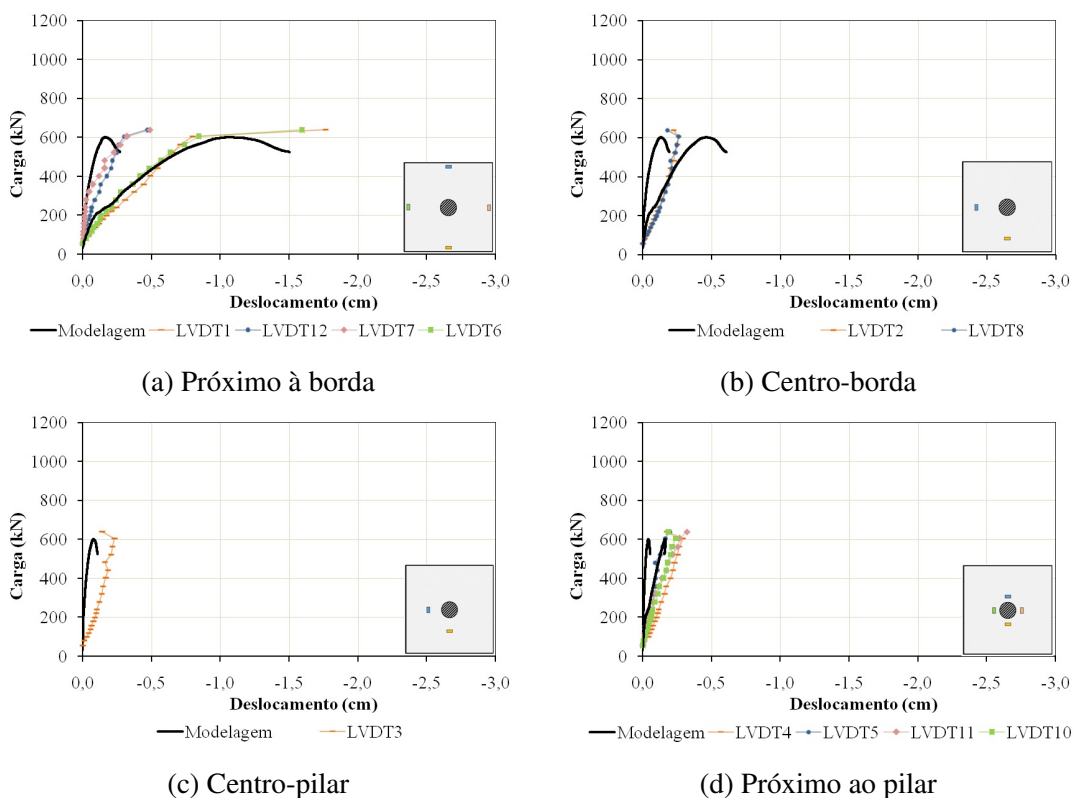 1200
1000
800
600
400
200
0
Carga (kN)
0,0 -0,5 -1,0 -1,5 -2,0 -2,5 -3,0
Deslocamento (cm)
Modelagem LVDT1 LVDT12 LVDT7 LVDT6
(a) Próximo à borda
1200
1000
800
600
400
200
0
Carga (kN)
0,0 -0,5 -1,0 -1,5 -2,0 -2,5 -3,0
Deslocamento (cm)
Modelagem LVDT2 LVDT8
(b) Centro-borda
1200
1000
800
600
400
200
0
Carga (kN)
0,0 -0,5 -1,0 -1,5 -2,0 -2,5 -3,0
Deslocamento (cm)
Modelagem LVDT3
(c) Centro-pilar
1200
1000
800
600
400
200
0
Carga (kN)
0,0 -0,5 -1,0 -1,5 -2,0 -2,5 -3,0
Deslocamento (cm)
Modelagem LVDT4 LVDT5 LVDT11 LVDT10
(d) Próximo ao pilar